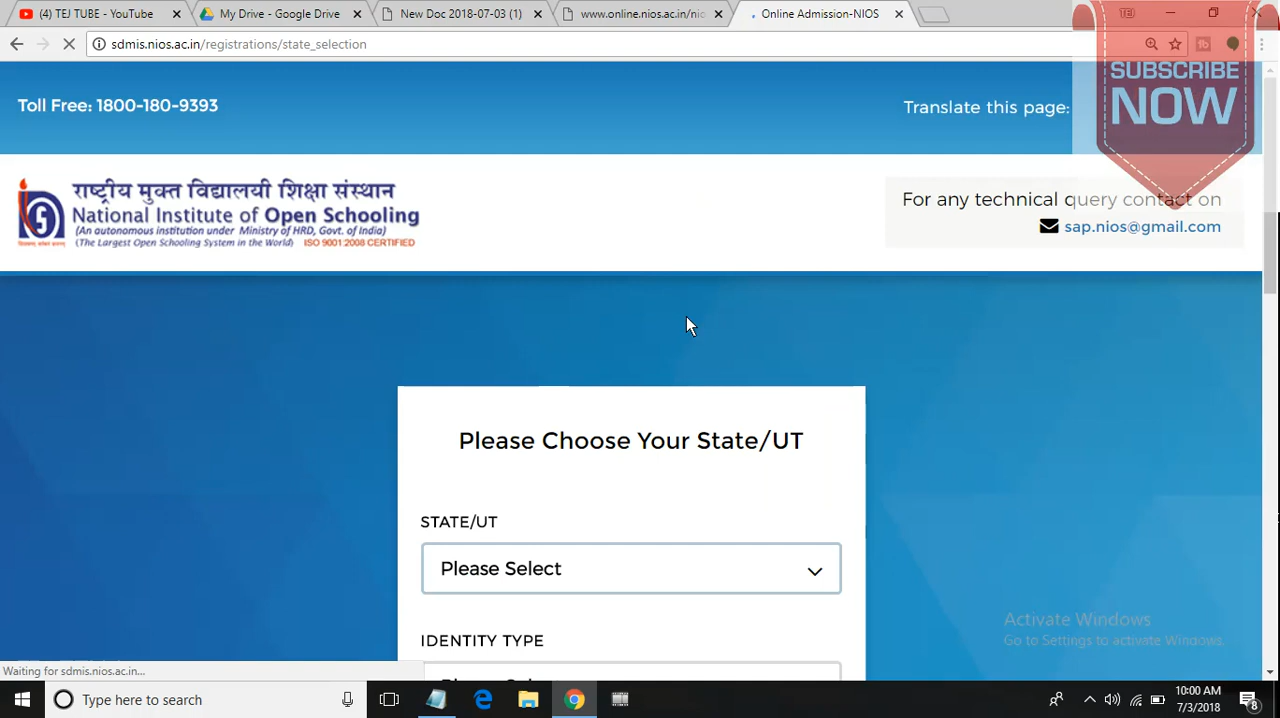 (4) TEJ TUBE - YouTube
My Drive - Google Drive
New Doc 2018-07-03 (1)
www.online.nios.ac.in/nio
Online Admission-NIOS
TEJ
sdmis.nios.ac.in/registrations/state_selection
SUBSCRIBE
NOW
Toll Free: 1800-180-9393
Translate this page:
राष्ट्रीय मुक्त विद्यालयी शिक्षा संस्थान
National Institute of Open Schooling
(An autonomous institution under Ministry of HRD, Govt. of India)
(The Largest Open Schooling System in the World) ISO 9001:2008 CERTIFIED
For any technical query contact on
sap.nios@gmail.com
Please Choose Your State/UT
STATE/UT
Please Select
IDENTITY TYPE
Activate Windows
Go to Settings to activate Windows.
Waiting for sdmis.nios.ac.in...
Type here to search
10:00 AM
7/3/2018
8